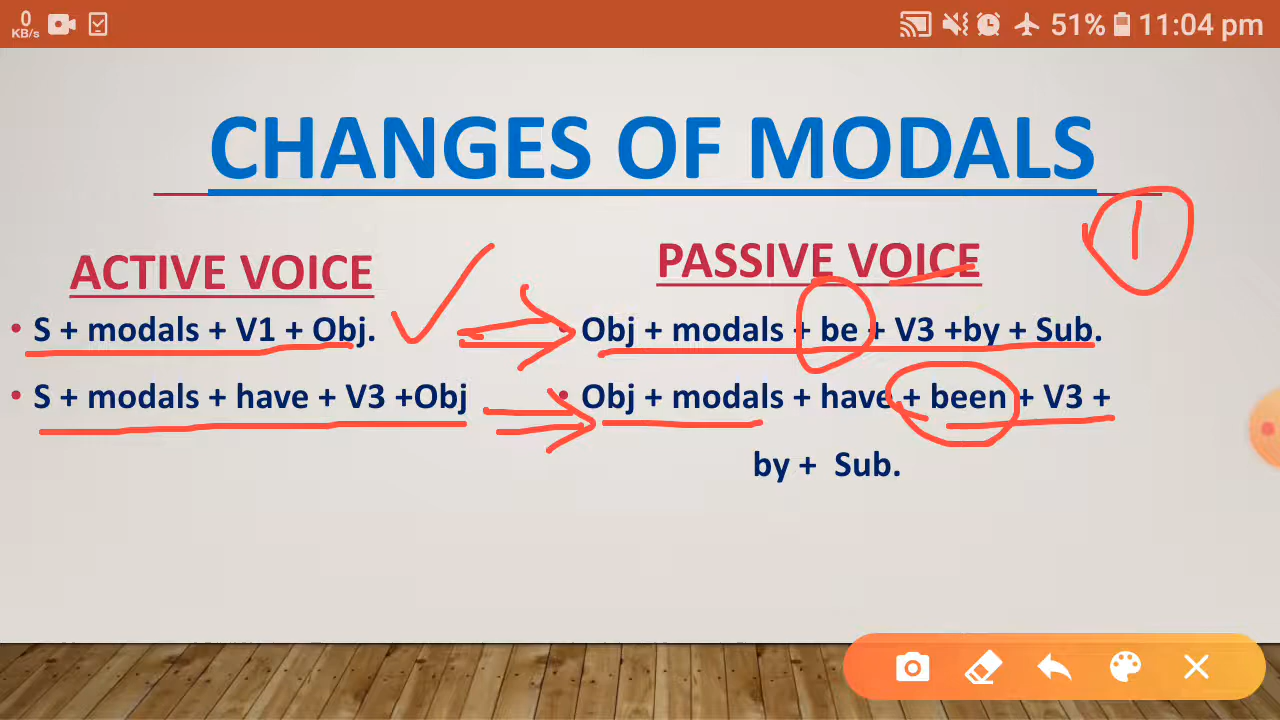 0
KB/s
51% 11:04 pm
CHANGES OF MODALS
1
ACTIVE VOICE
PASSIVE VOICE
• S + modals + V1 + Obj.
• Obj + modals + be + V3 +by + Sub.
• S + modals + have + V3 +Obj
• Obj + modals + have + been + V3 +
by + Sub.